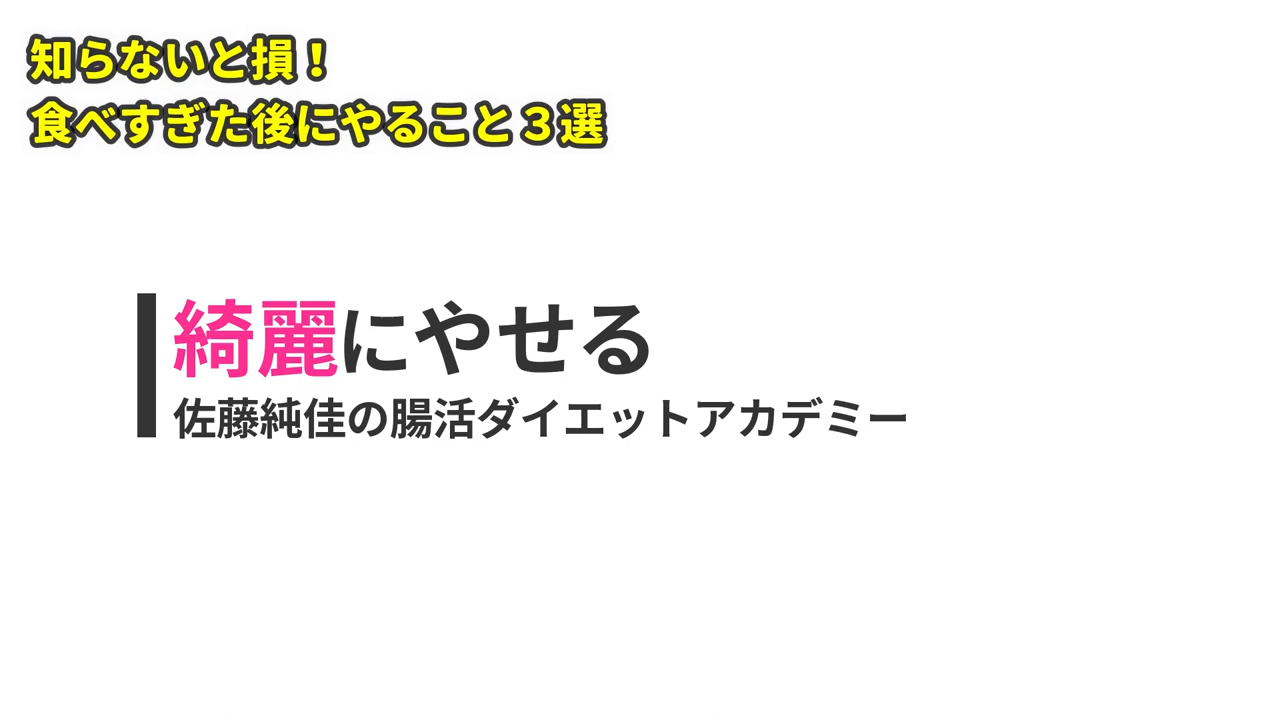 知らないと損！
食べすぎた後にやること３選
綺麗にやせる
佐藤純佳の腸活ダイエットアカデミー